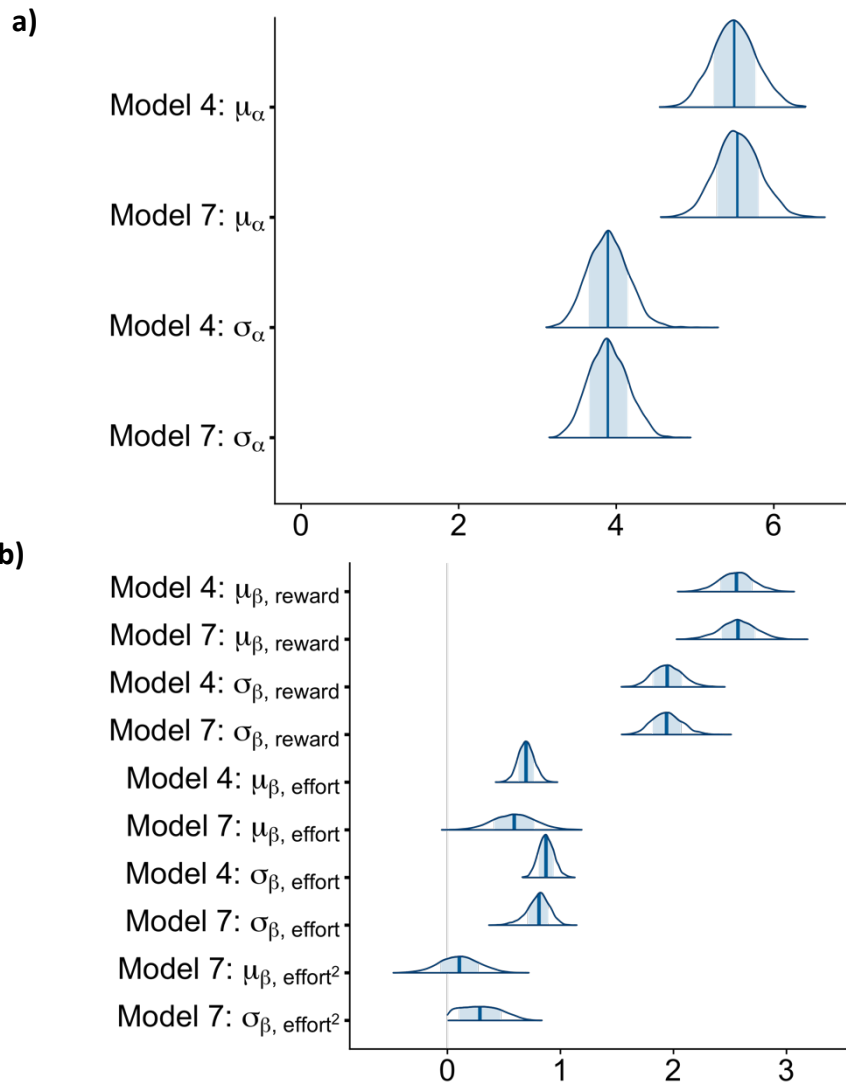 a)
Model 4: μα
Model 7: μα
Model 4: σα
Model 7: σα
0 2 4 6
b)
Model 4: μβ, reward
Model 7: μβ, reward
Model 4: σβ, reward
Model 7: σβ, reward
Model 4: μβ, effort
Model 7: μβ, effort
Model 4: σβ, effort
Model 7: σβ, effort
Model 7: μβ, effort²
Model 7: σβ, effort²
0 1 2 3